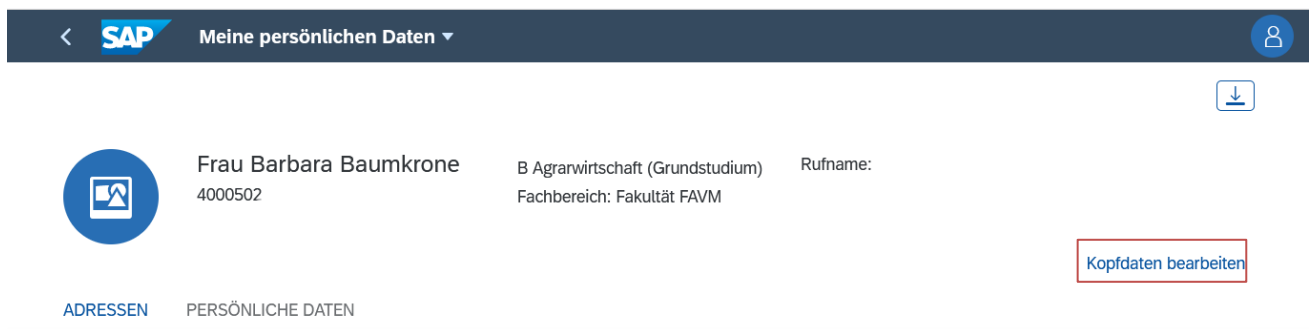 SAP Meine persönlichen Daten
Frau Barbara Baumkrone
4000502
B Agrarwirtschaft (Grundstudium)
Fachbereich: Fakultät FAVM
Rufname:
Kopfdaten bearbeiten
ADRESSEN PERSÖNLICHE DATEN